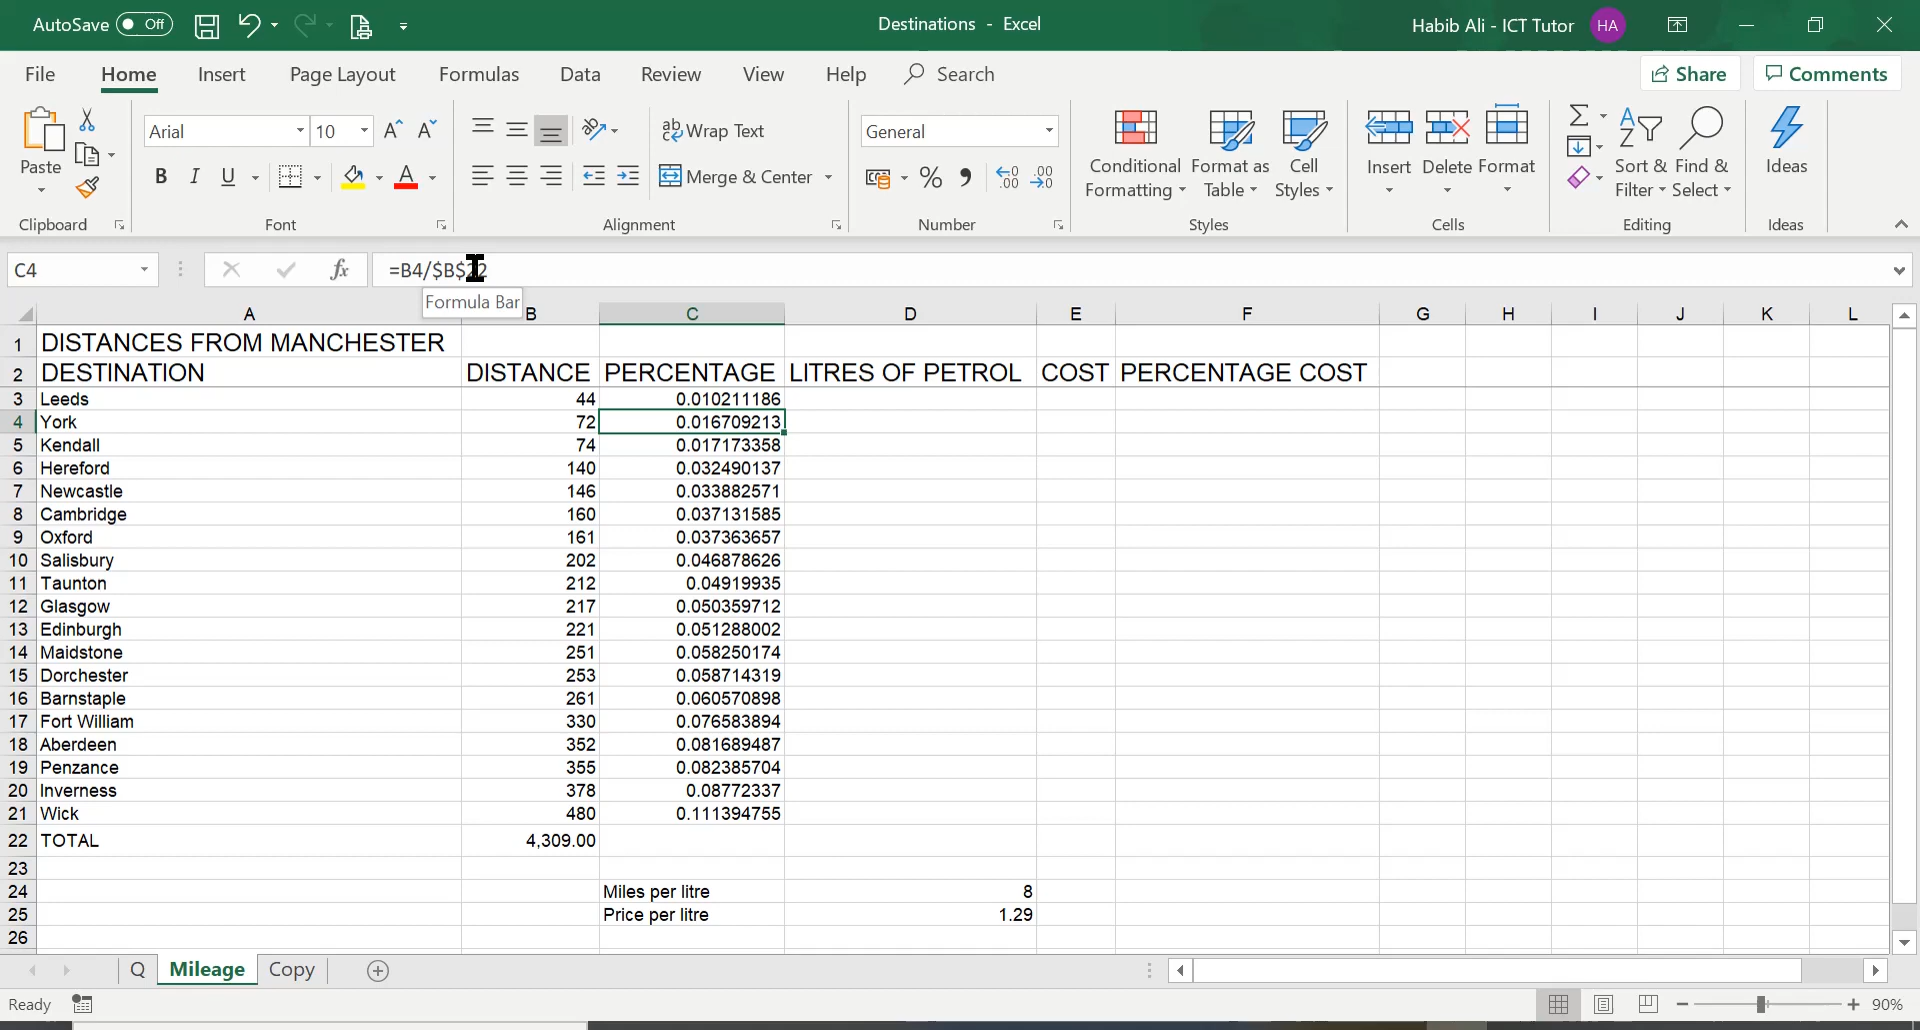 AutoSave Off Destinations - Excel Habib Ali - ICT Tutor HA
File Home Insert Page Layout Formulas Data Review View Help Search Share Comments
Arial 10 ab Wrap Text General
Paste B I U A Merge & Center % Conditional Formatting Format as Table Cell Styles Insert Delete Format Sort & Filter Find & Select Ideas
Clipboard Font Alignment Number Styles Cells Editing Ideas
C4 fx =B4/$B$22
Formula Bar
A B C D E F G H I J K L
1 DISTANCES FROM MANCHESTER
2 DESTINATION DISTANCE PERCENTAGE LITRES OF PETROL COST PERCENTAGE COST
3 Leeds 44 0.010211186
4 York 72 0.016709213
5 Kendall 74 0.017173358
6 Hereford 140 0.032490137
7 Newcastle 146 0.033882571
8 Cambridge 160 0.037131585
9 Oxford 161 0.037363657
10 Salisbury 202 0.046878626
11 Taunton 212 0.04919935
12 Glasgow 217 0.050359712
13 Edinburgh 221 0.051288002
14 Maidstone 251 0.058250174
15 Dorchester 253 0.058714319
16 Barnstaple 261 0.060570898
17 Fort William 330 0.076583894
18 Aberdeen 352 0.081689487
19 Penzance 355 0.082385704
20 Inverness 378 0.08772337
21 Wick 480 0.111394755
22 TOTAL 4,309.00
23
24 Miles per litre 8
25 Price per litre 1.29
26
Q Mileage Copy
Ready 90%